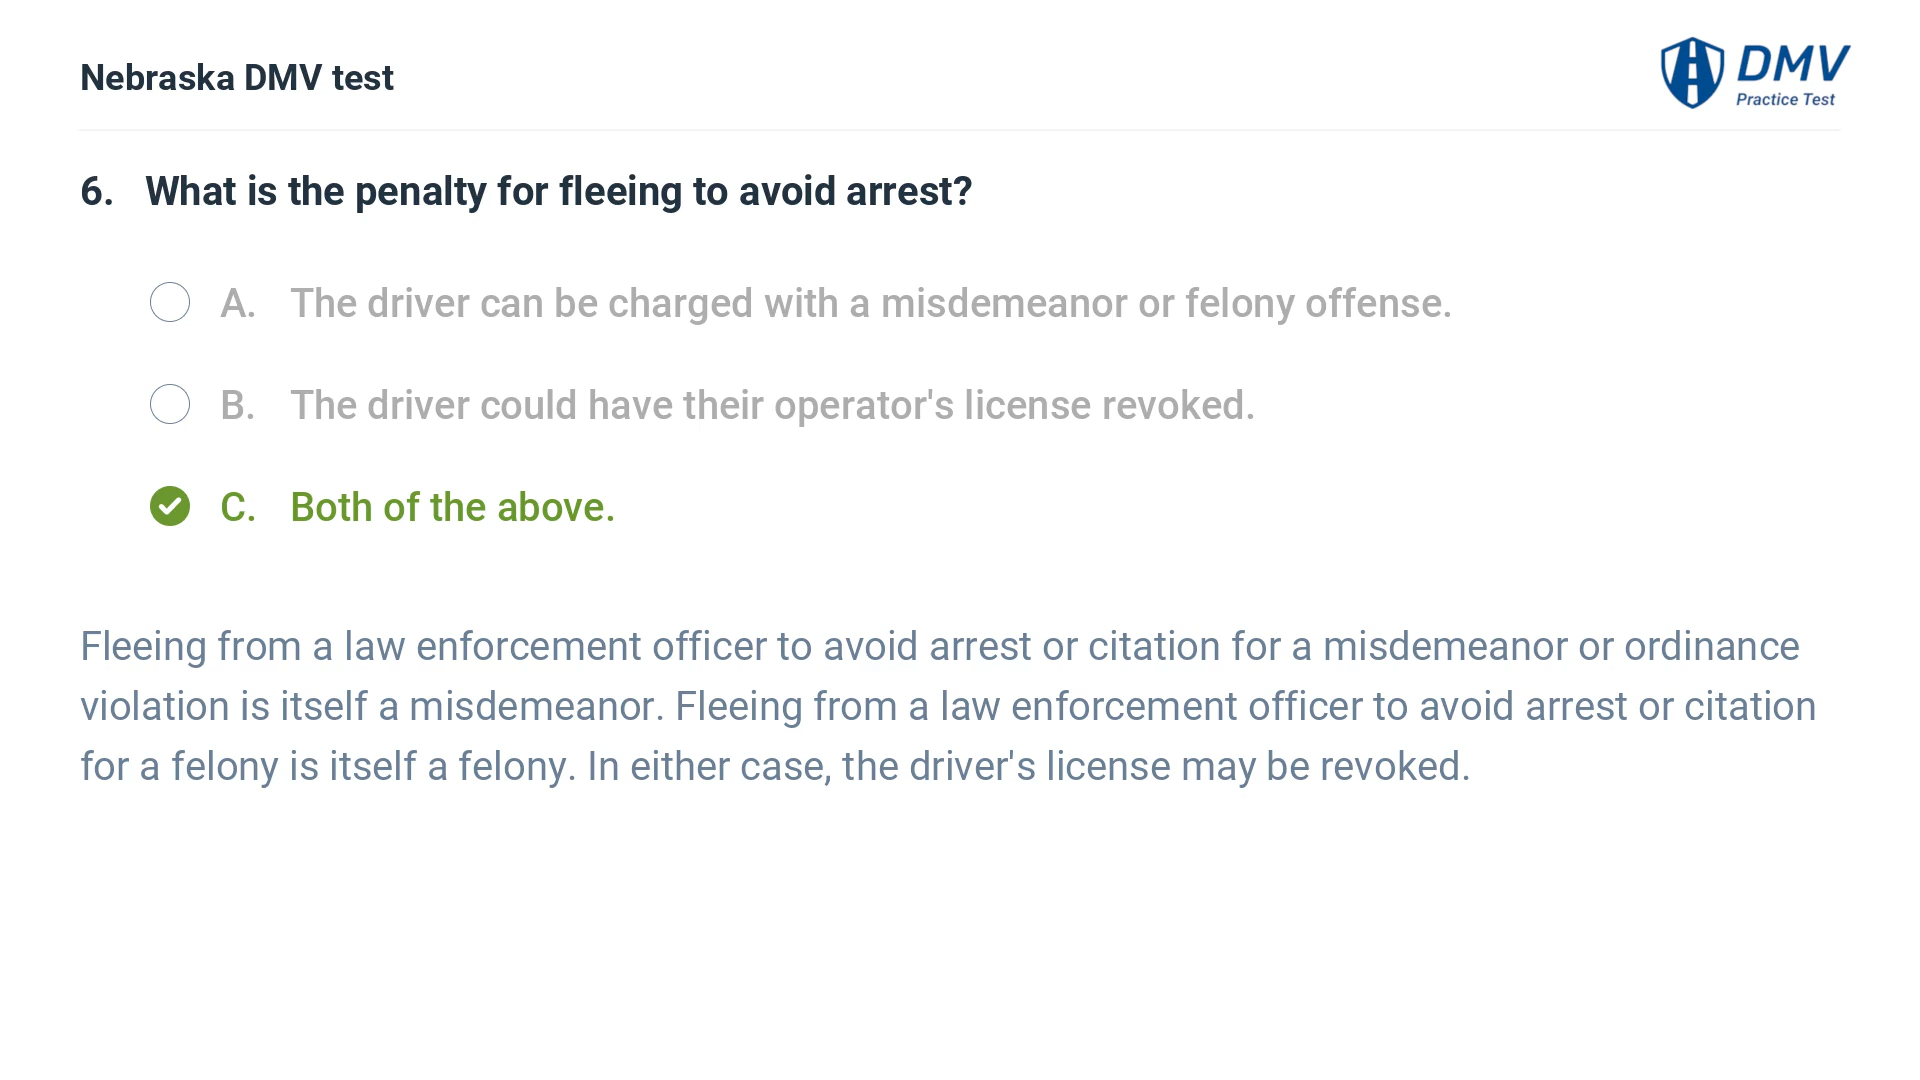 Nebraska DMV test
DMV
Practice Test
6. What is the penalty for fleeing to avoid arrest?
A. The driver can be charged with a misdemeanor or felony offense.
B. The driver could have their operator's license revoked.
C. Both of the above.
Fleeing from a law enforcement officer to avoid arrest or citation for a misdemeanor or ordinance
violation is itself a misdemeanor. Fleeing from a law enforcement officer to avoid arrest or citation
for a felony is itself a felony. In either case, the driver's license may be revoked.